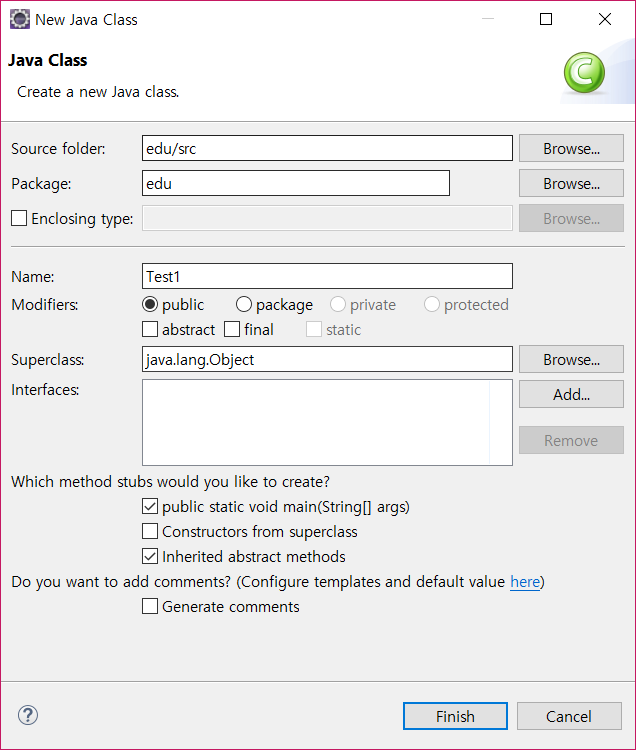 New Java Class
Java Class
Create a new Java class.
C
Source folder: edu/src Browse...
Package: edu Browse...
Enclosing type: Browse...
Name: Test1
Modifiers: public package private protected
abstract final static
Superclass: java.lang.Object Browse...
Interfaces: Add...
Remove
Which method stubs would you like to create?
public static void main(String[] args)
Constructors from superclass
Inherited abstract methods
Do you want to add comments? (Configure templates and default value here)
Generate comments
? Finish Cancel